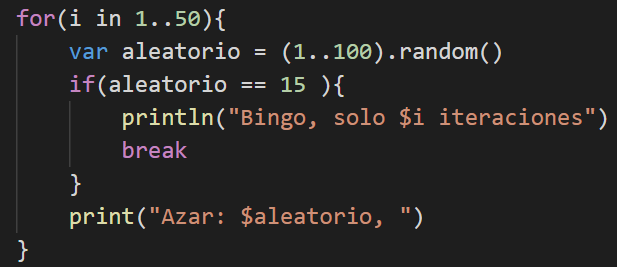 for(i in 1..50){
    var aleatorio = (1..100).random()
    if(aleatorio == 15 ){
        println("Bingo, solo $i iteraciones")
        break
    }
    print("Azar: $aleatorio, ")
}